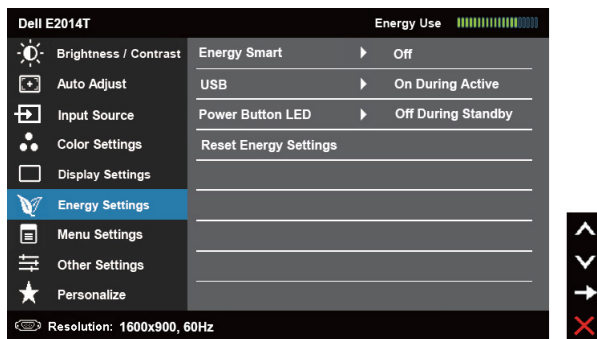 Dell E2014T Energy Use
Brightness / Contrast Energy Smart Off
Auto Adjust USB On During Active
Input Source Power Button LED Off During Standby
Color Settings Reset Energy Settings
Display Settings
Energy Settings
Menu Settings
Other Settings
Personalize
Resolution: 1600x900, 60Hz